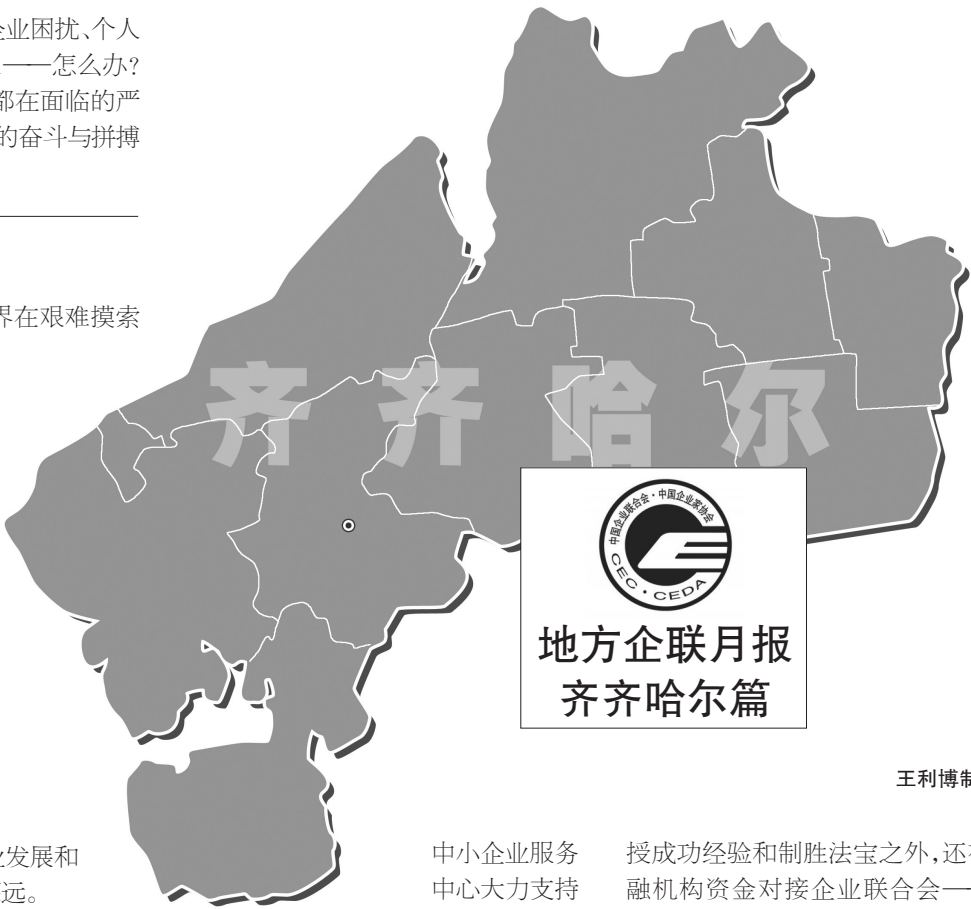 企业困扰、个人
——怎么办?
都在面临的严
的奋斗与拼搏
界在艰难摸索
齐齐哈尔
中国企业联合会·中国企业家协会
CEC·CEDA
地方企联月报
齐齐哈尔篇
王利博制
业发展和
远。
中小企业服务
中心大力支持
授成功经验和制胜法宝之外,还
融机构资金对接企业联合会——